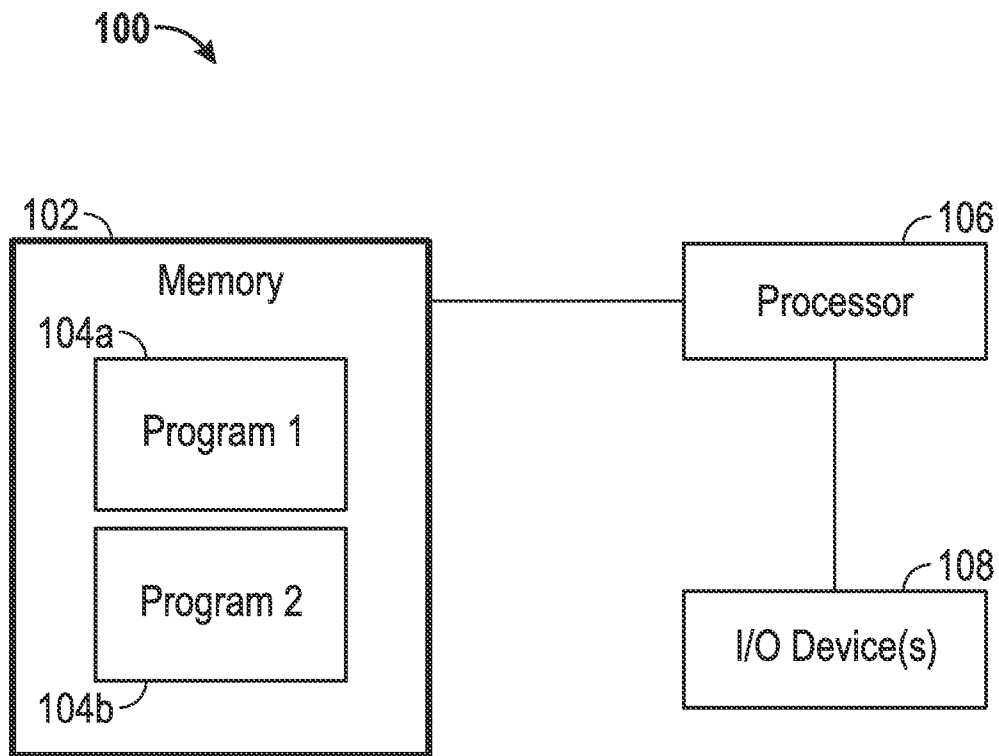 100
102
106
Memory
Processor
104a
Program 1
Program 2
104b
108
I/O Device(s)